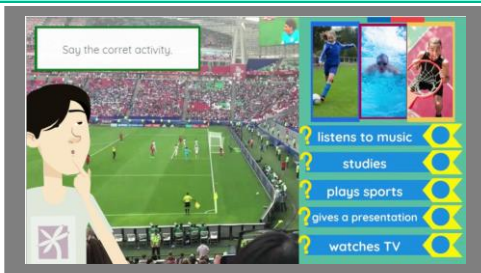 Say the corret activity.
? listens to music
? studies
? plays sports
? gives a presentation
? watches TV